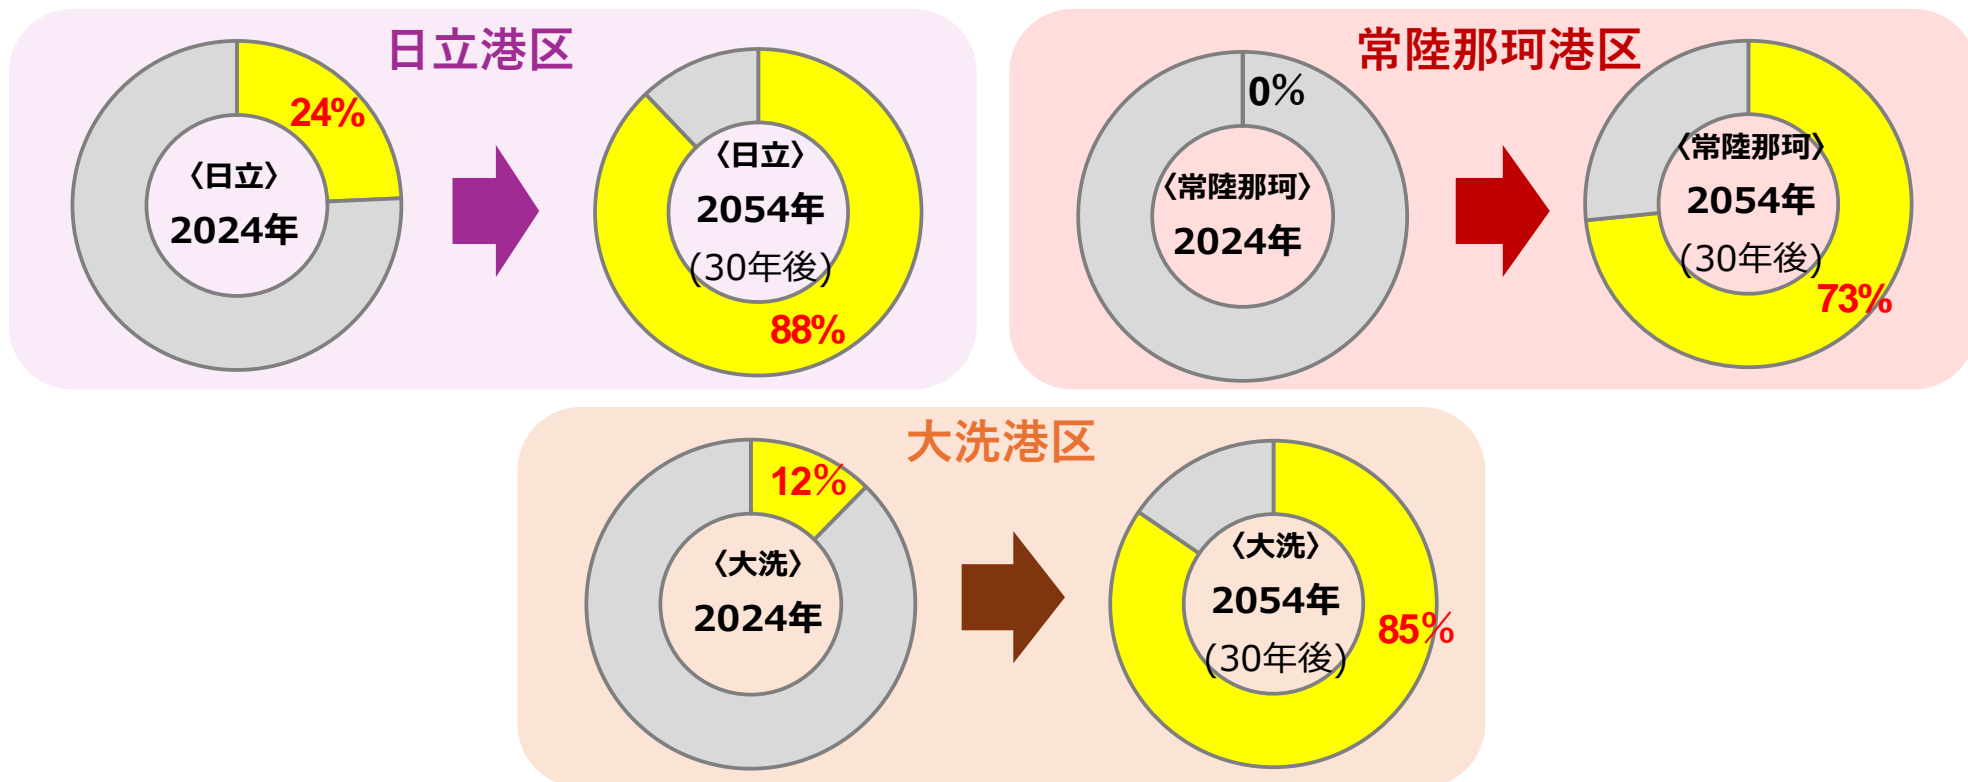 日立港区
24%
〈日立〉
2024年
〈日立〉
2054年
(30年後)
88%
常陸那珂港区
0%
〈常陸那珂〉
2024年
〈常陸那珂〉
2054年
(30年後)
73%
大洗港区
12%
〈大洗〉
2024年
〈大洗〉
2054年
(30年後)
85%